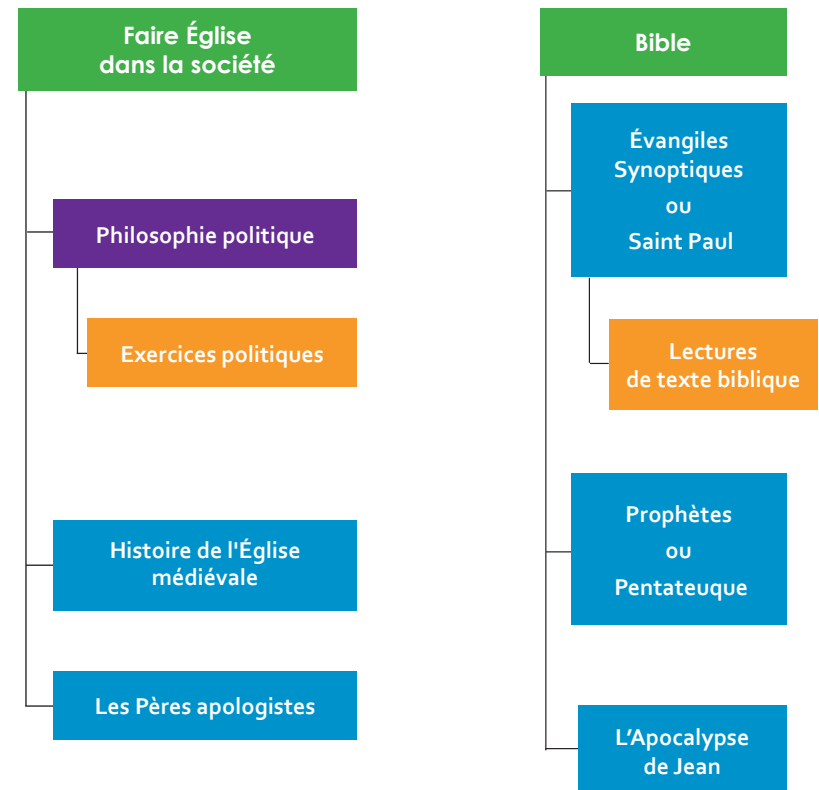 Faire Église
dans la société
Philosophie politique
Exercices politiques
Histoire de l'Église
médiévale
Les Pères apologistes
Bible
Évangiles
Synoptiques
ou
Saint Paul
Lectures
de texte biblique
Prophètes
ou
Pentateuque
L’Apocalypse
de Jean